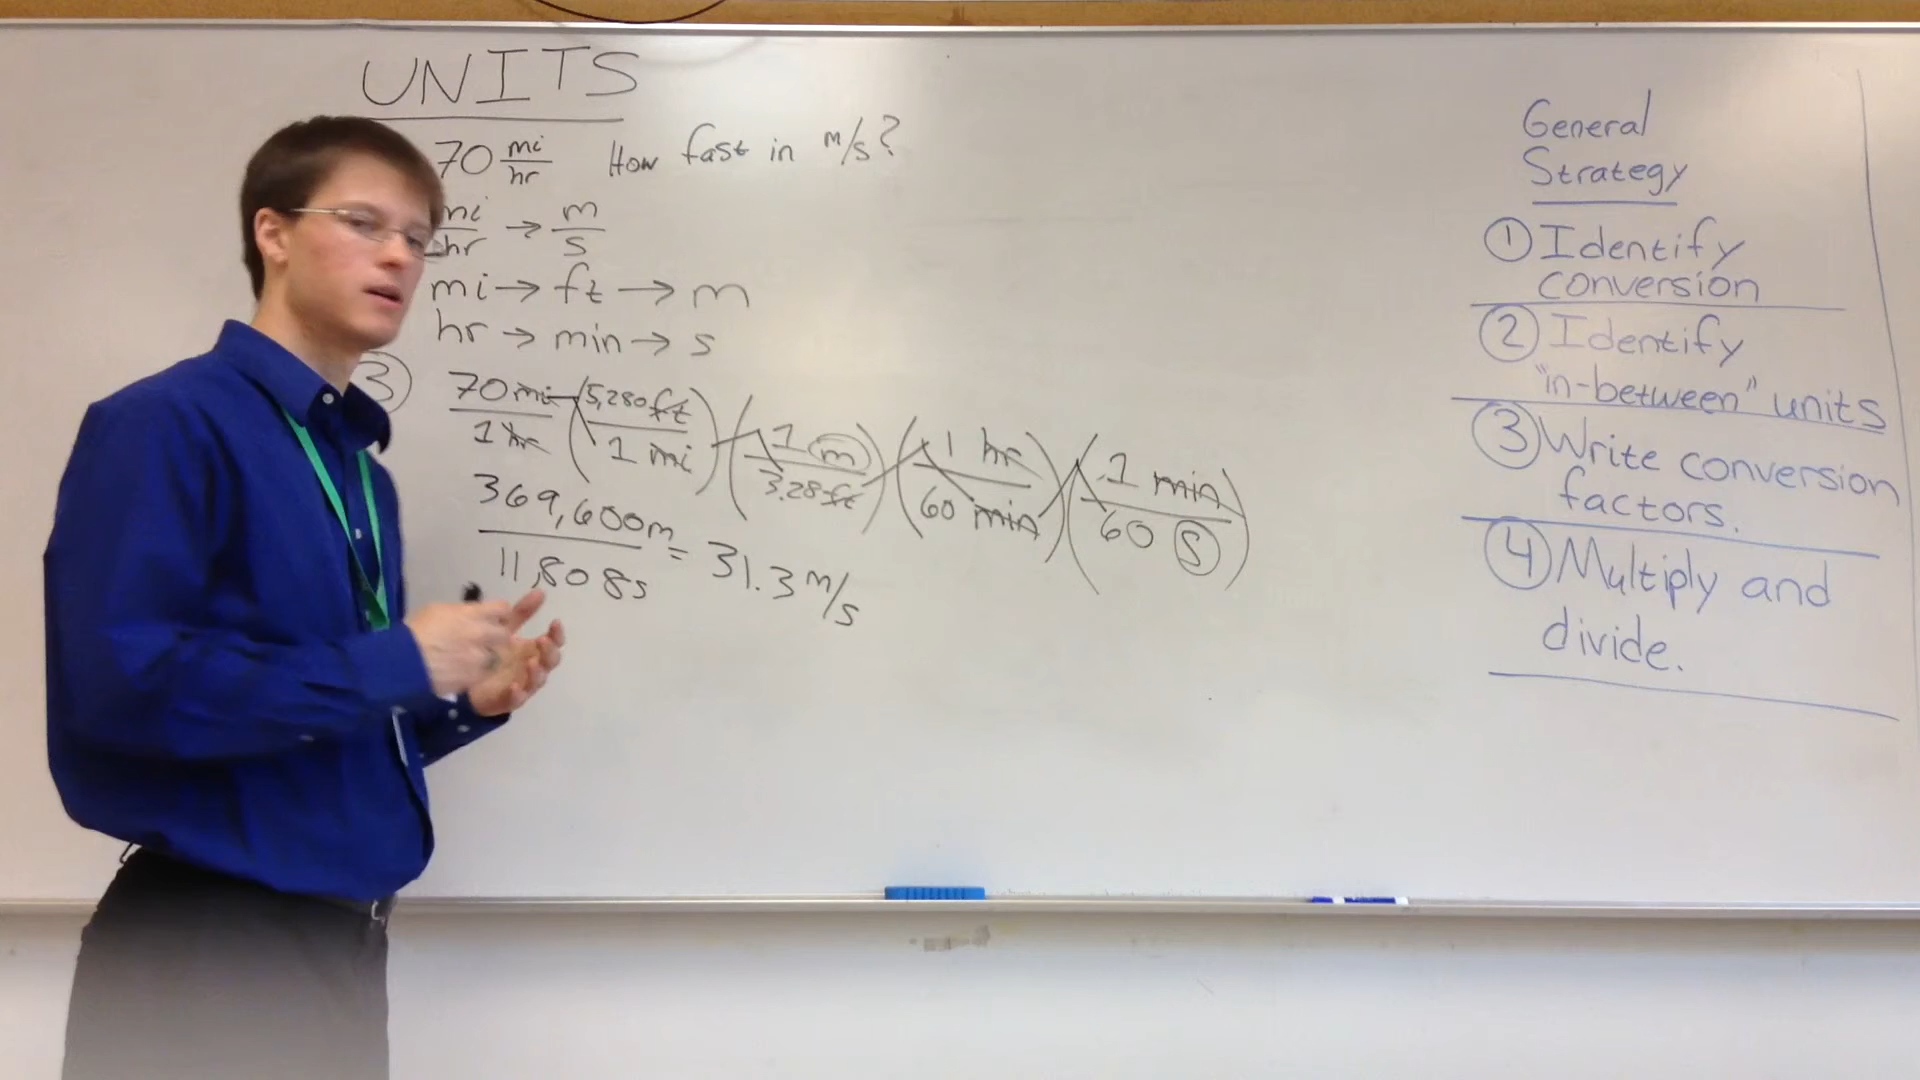 UNITS
70 mi/hr How fast in m/s?
mi/hr → m/s
mi → ft → m
hr → min → s
3
70 mi/1 hr (5,280 ft/1 mi) (1 m/3.28 ft) (1 hr/60 min) (1 min/60 s)
369,600m/11,808s = 31.3 m/s
General
Strategy
1 Identify
conversion
2 Identify
"in-between" units
3 Write conversion
factors.
4 Multiply and
divide.